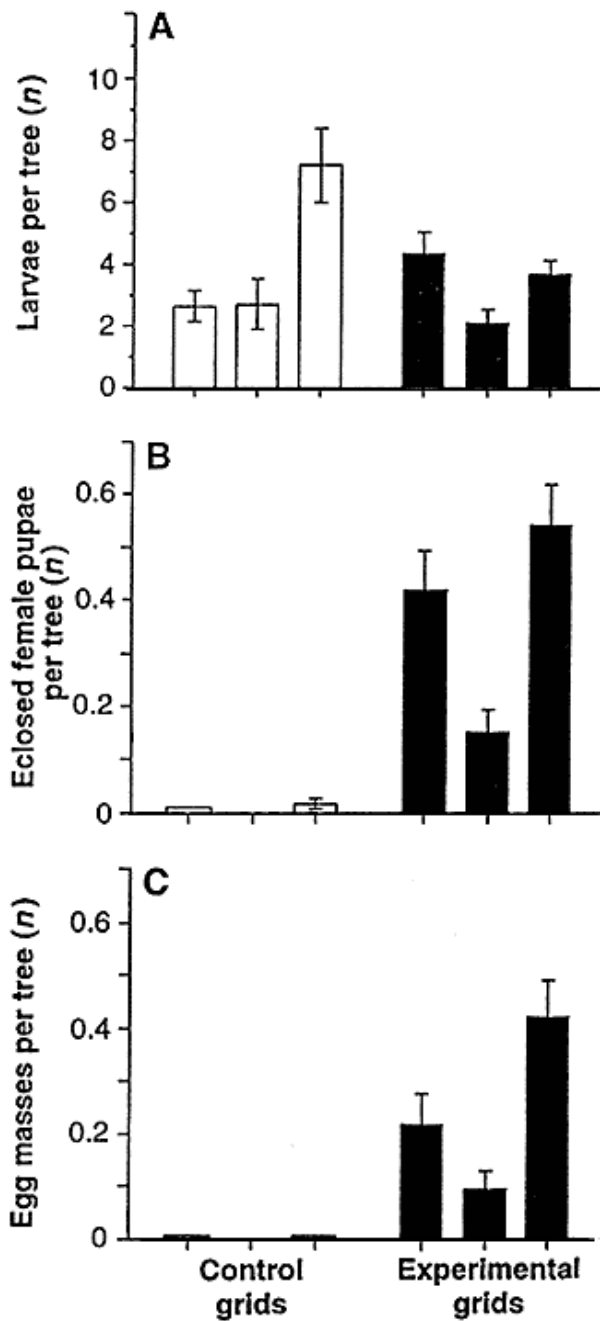 A
Larvae per tree (n)
10
8
6
4
2
0
B
Eclosed female pupae
per tree (n)
0.6
0.4
0.2
0
C
Egg masses per tree (n)
0.6
0.4
0.2
0
Control
grids
Experimental
grids